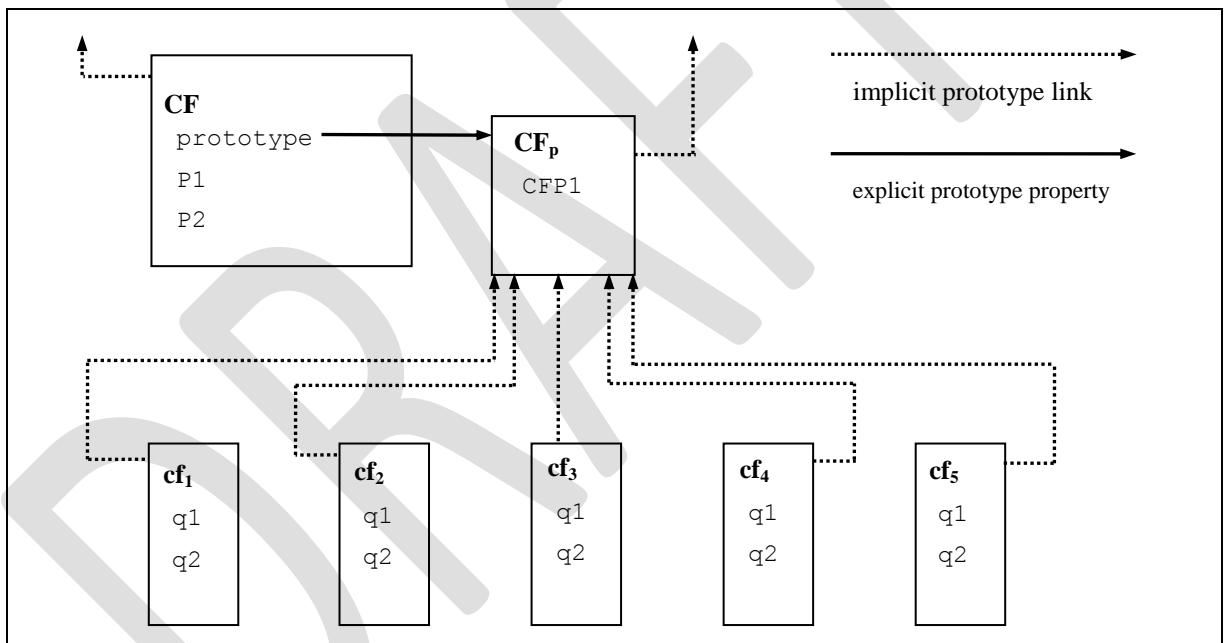 CF
prototype
P1
P2
CFp
CFP1
implicit prototype link
explicit prototype property
cf1
q1
q2
cf2
q1
q2
cf3
q1
q2
cf4
q1
q2
cf5
q1
q2
DRAFT